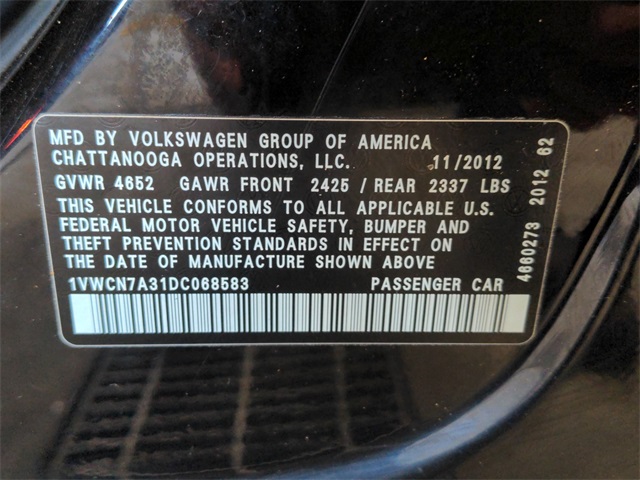 MFD BY VOLKSWAGEN GROUP OF AMERICA
CHATTANOOGA OPERATIONS, LLC. 11/2012
GVWR 4652 GAWR FRONT 2425 / REAR 2337 LBS
THIS VEHICLE CONFORMS TO ALL APPLICABLE U.S.
FEDERAL MOTOR VEHICLE SAFETY, BUMPER AND
THEFT PREVENTION STANDARDS IN EFFECT ON
THE DATE OF MANUFACTURE SHOWN ABOVE
1VWCN7A31DC068583 PASSENGER CAR
4660273 2012 62